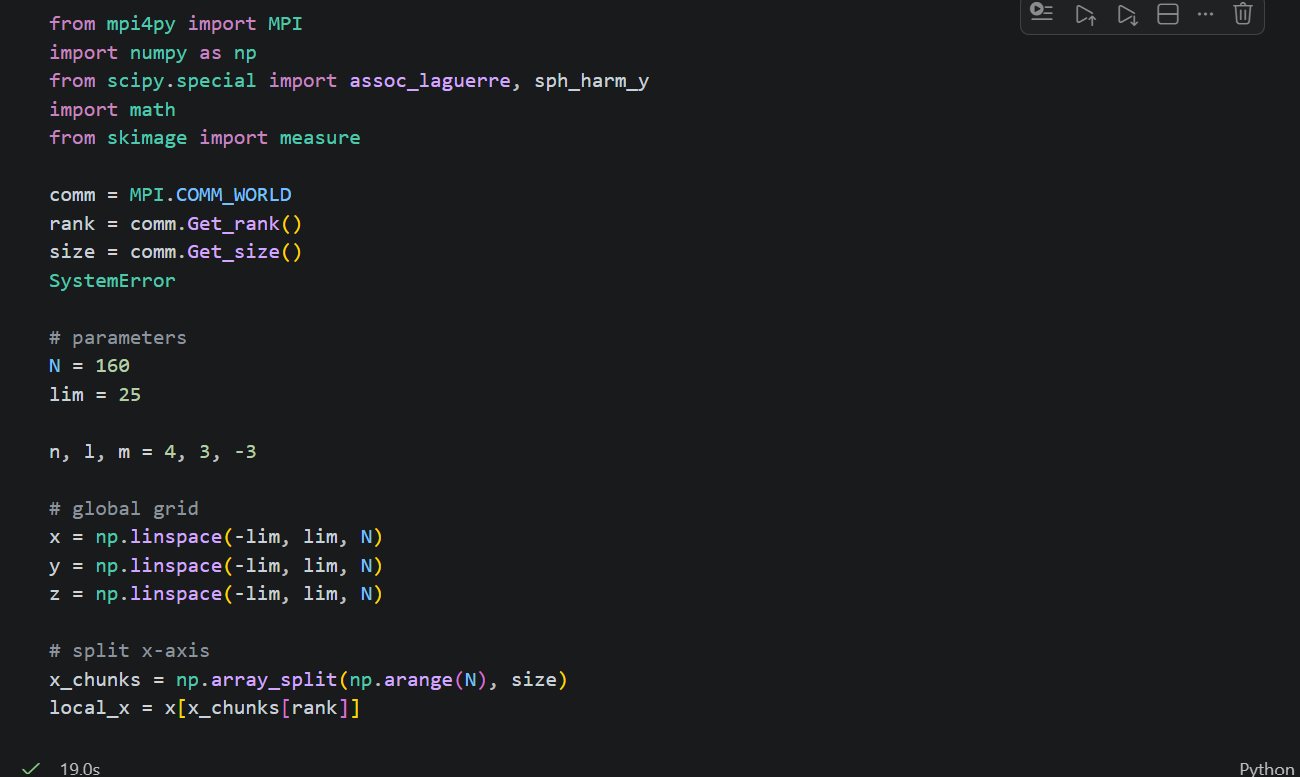 from mpi4py import MPI
import numpy as np
from scipy.special import assoc_laguerre, sph_harm_y
import math
from skimage import measure

comm = MPI.COMM_WORLD
rank = comm.Get_rank()
size = comm.Get_size()
SystemError

# parameters
N = 160
lim = 25

n, l, m = 4, 3, -3

# global grid
x = np.linspace(-lim, lim, N)
y = np.linspace(-lim, lim, N)
z = np.linspace(-lim, lim, N)

# split x-axis
x_chunks = np.array_split(np.arange(N), size)
local_x = x[x_chunks[rank]]

19.0s
Python